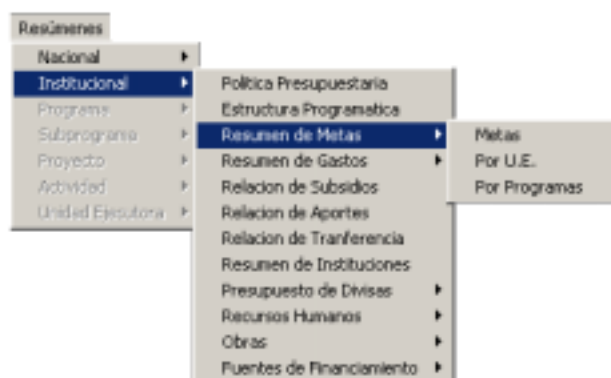 Resúmenes
Nacional
Institucional
Programa
Subprograma
Proyecto
Actividad
Unidad Ejecutora
Politica Presupuestaria
Estructura Programatica
Resumen de Metas
Resumen de Gastos
Relacion de Subsidios
Relacion de Aportes
Relacion de Tranferencia
Resumen de Instituciones
Presupuesto de Divisas
Recursos Humanos
Obras
Fuentes de Financiamiento
Metas
Por U.E.
Por Programas